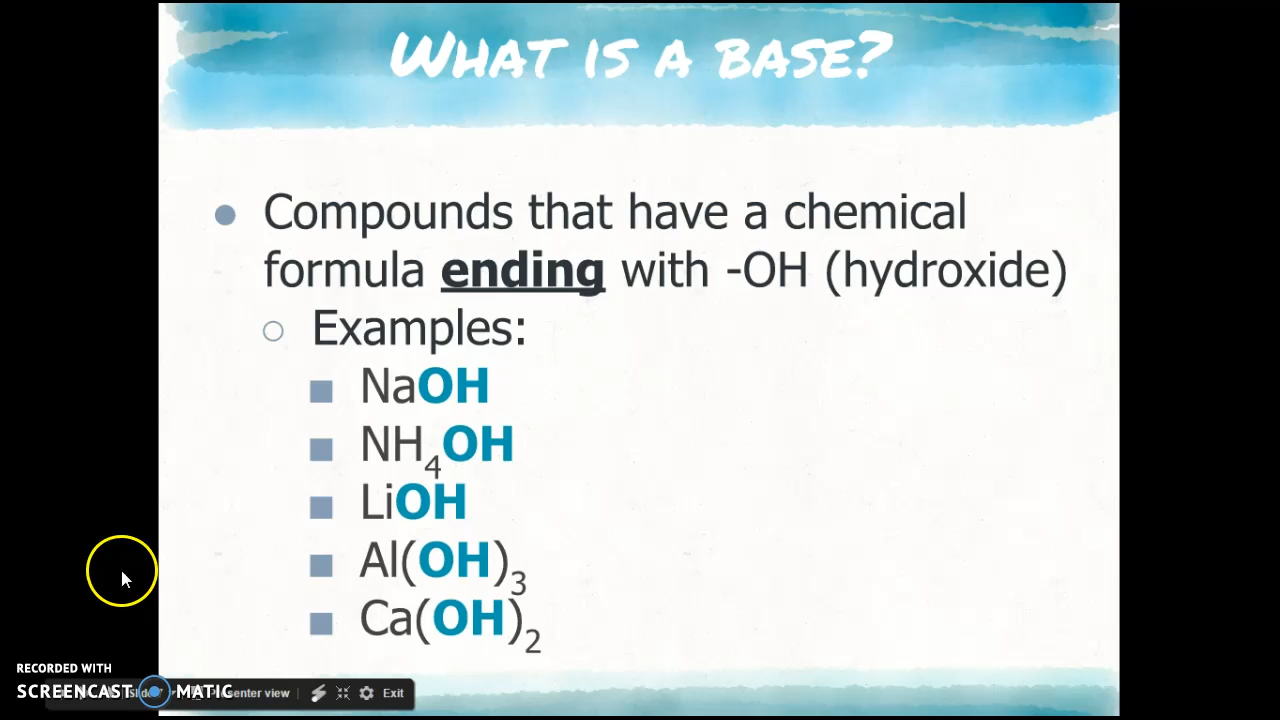 WHAT IS A BASE?
Compounds that have a chemical
formula ending with -OH (hydroxide)
Examples:
NaOH
NH₄OH
LiOH
Al(OH)₃
Ca(OH)₂
RECORDED WITH
SCREENCAST MATIC
Presenter view Exit